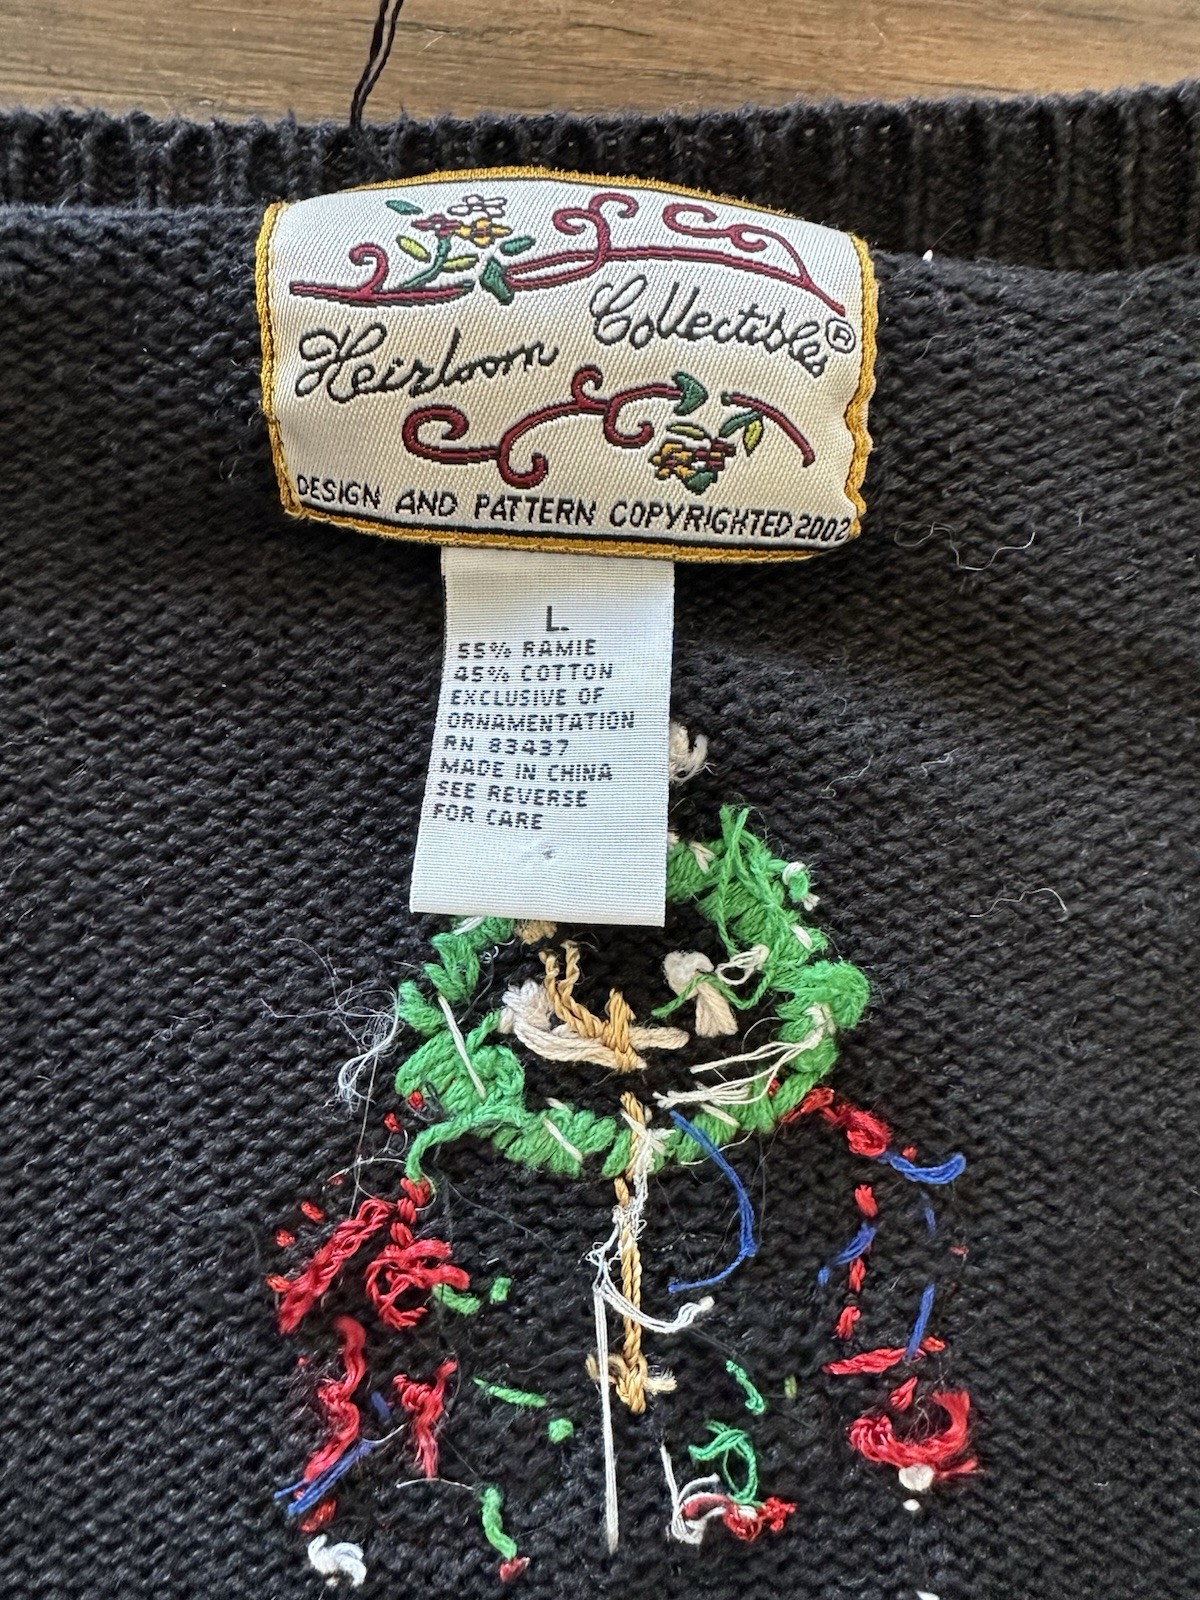 Heirloom Collectibles®
DESIGN AND PATTERN COPYRIGHTED 2002
L.
55% RAMIE
45% COTTON
EXCLUSIVE OF
ORNAMENTATION
RN 83437
MADE IN CHINA
SEE REVERSE
FOR CARE